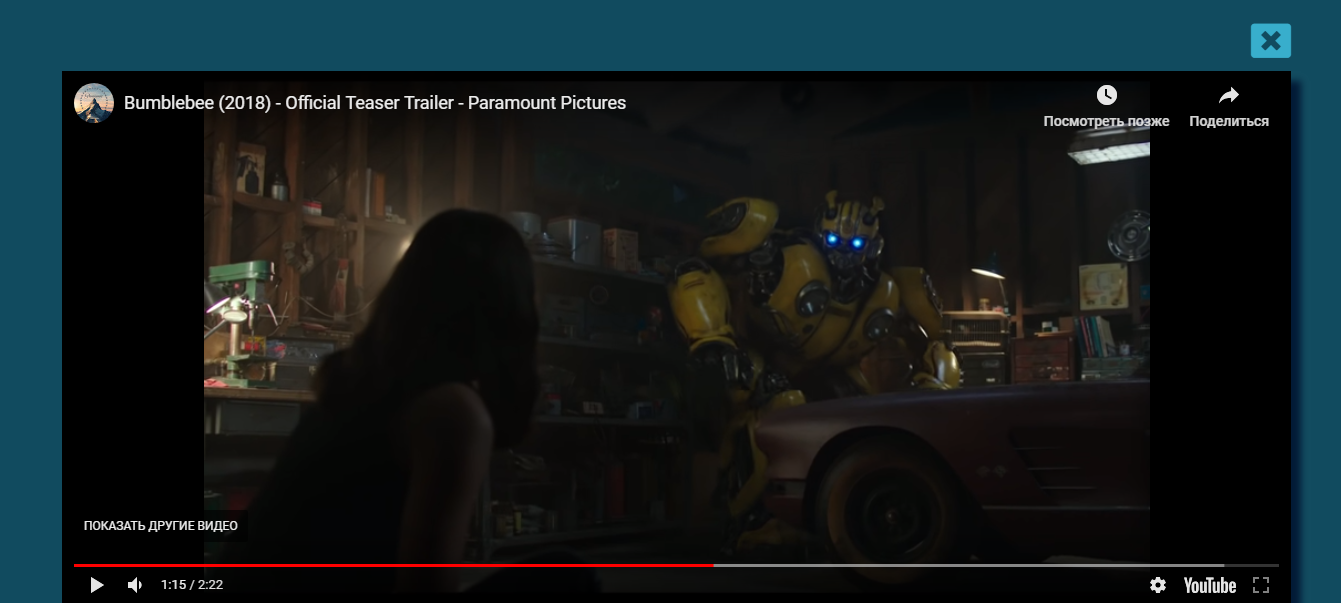 Bumblebee (2018) - Official Teaser Trailer - Paramount Pictures
Посмотреть позже
Поделиться
ПОКАЗАТЬ ДРУГИЕ ВИДЕО
1:15 / 2:22
YouTube